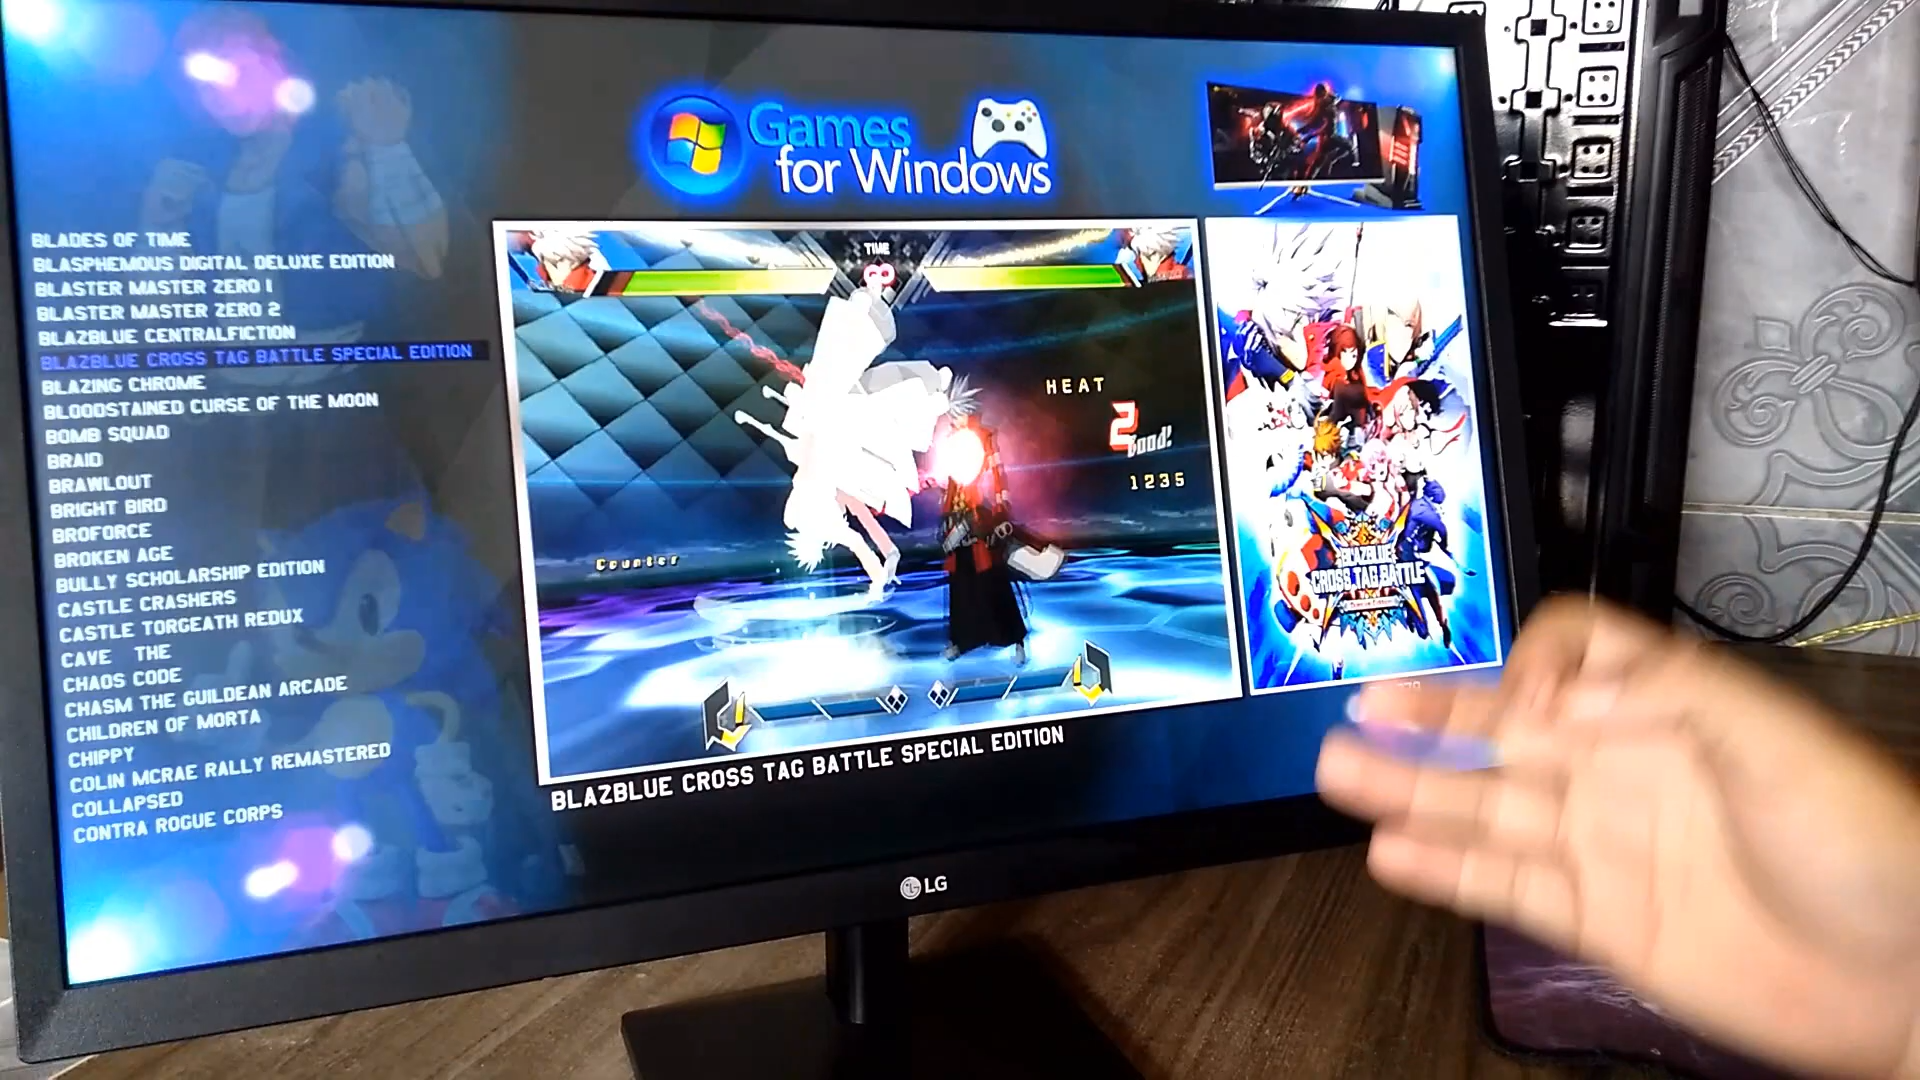 Games
for Windows
BLADES OF TIME
BLASPHEMOUS DIGITAL DELUXE EDITION
BLASTER MASTER ZERO 1
BLASTER MASTER ZERO 2
BLAZBLUE CENTRALFICTION
BLAZBLUE CROSS TAG BATTLE SPECIAL EDITION
BLAZING CHROME
BLOODSTAINED CURSE OF THE MOON
BOMB SQUAD
BRAID
BRAWLOUT
BRIGHT BIRD
BROFORCE
BROKEN AGE
BULLY SCHOLARSHIP EDITION
CASTLE CRASHERS
CASTLE TORGEATH REDUX
CAVE THE
CHAOS CODE
CHASM THE GUILDEAN ARCADE
CHILDREN OF MORTA
CHIPPY
COLIN MCRAE RALLY REMASTERED
COLLAPSED
CONTRA ROGUE CORPS
TIME
HEAT
2
Good!
1235
Counter
BLAZBLUE
CROSS TAG BATTLE
Special Edition
BLAZBLUE CROSS TAG BATTLE SPECIAL EDITION
LG